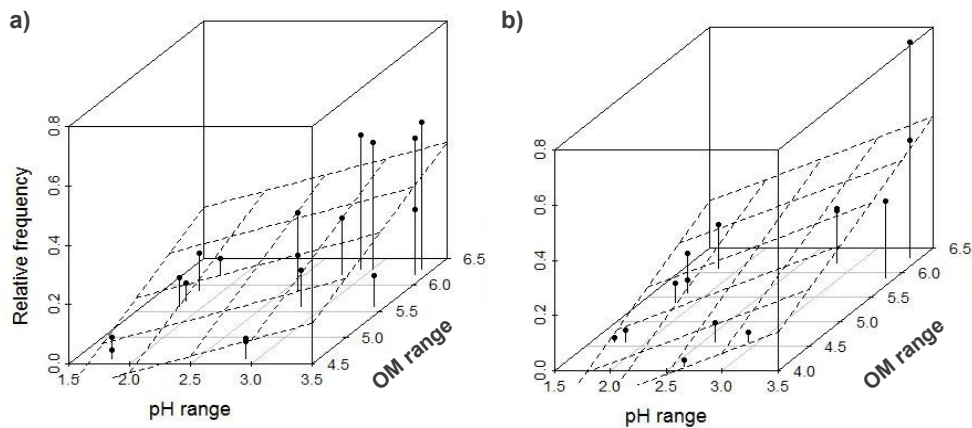 a)
Relative frequency
0.0 0.2 0.4 0.6 0.8
1.5 2.0 2.5 3.0 3.5
pH range
4.5 5.0 5.5 6.0 6.5
OM range
b)
0.0 0.2 0.4 0.6 0.8
1.5 2.0 2.5 3.0 3.5
pH range
4.0 4.5 5.0 5.5 6.0 6.5
OM range